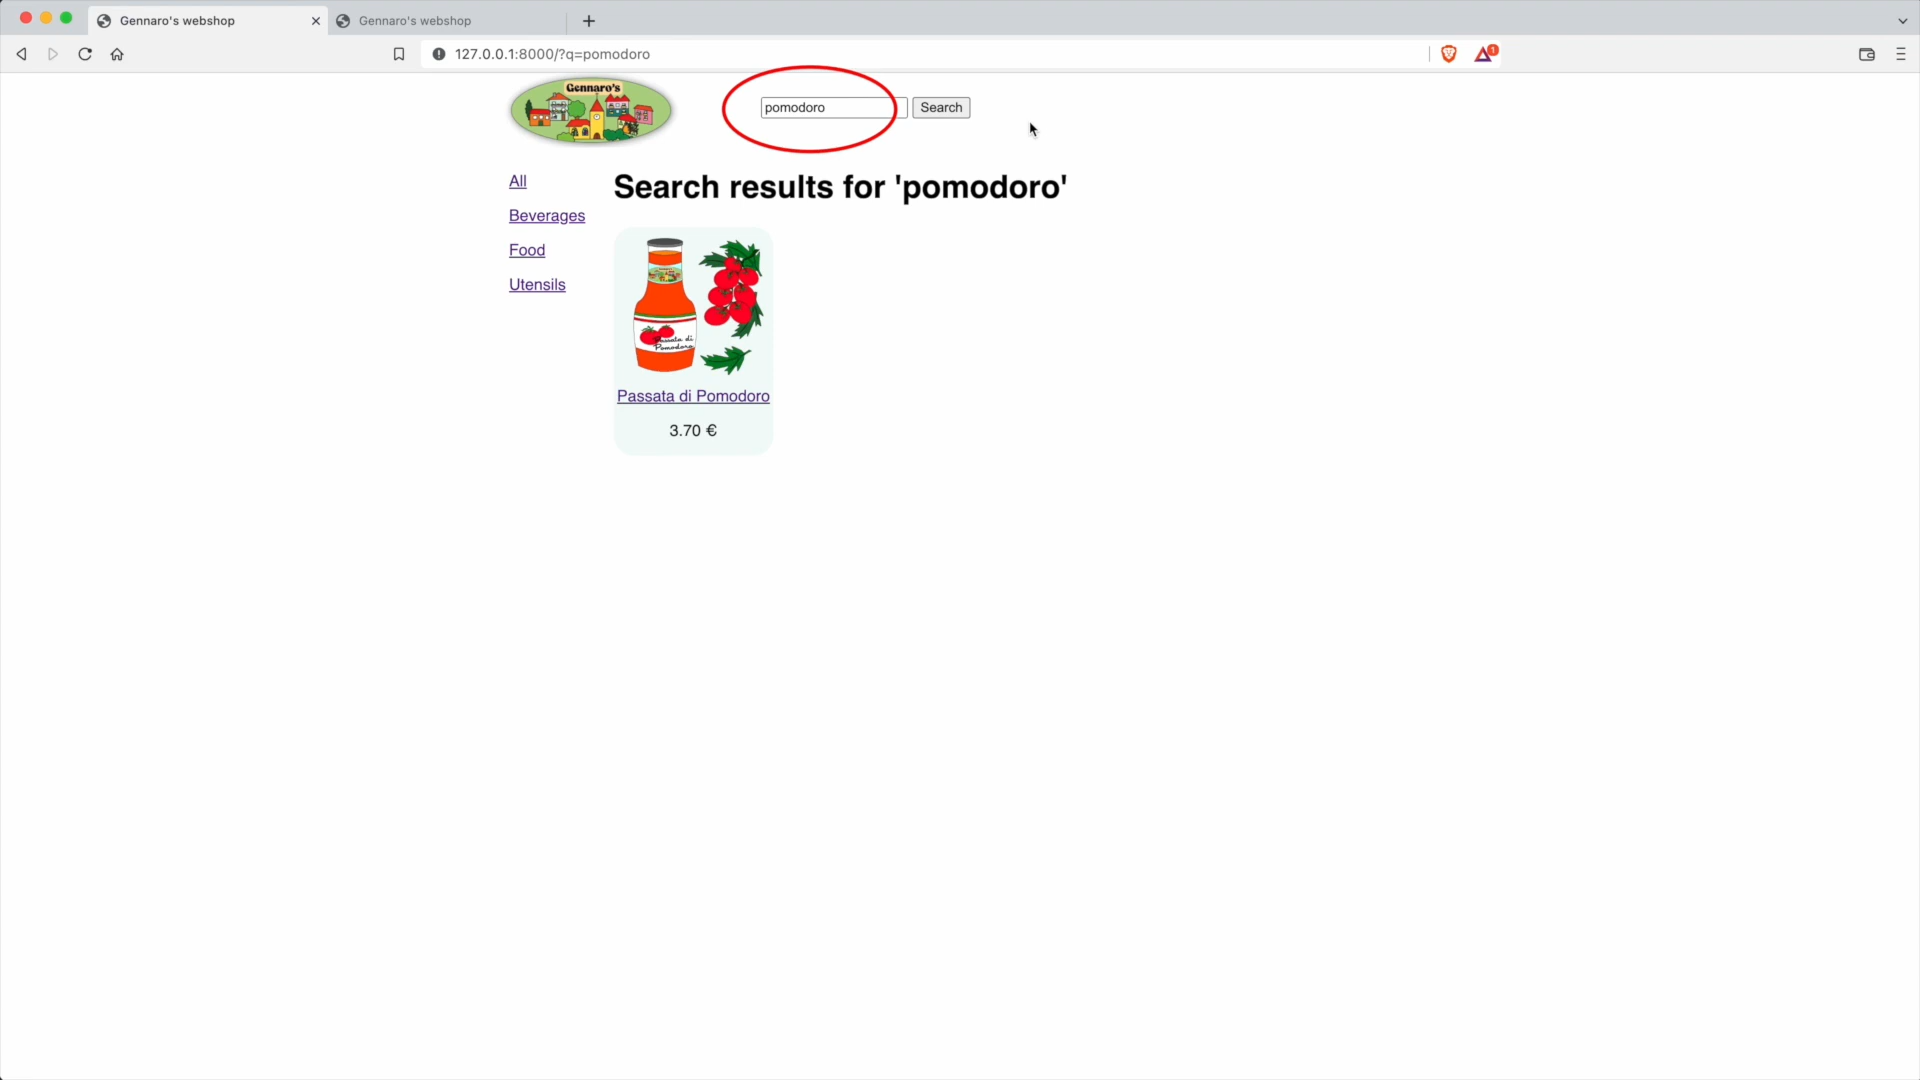 Gennaro's webshop
Gennaro's webshop
127.0.0.1:8000/?q=pomodoro
1
Gennaro's
pomodoro
Search
All
Beverages
Food
Utensils
Search results for 'pomodoro'
Passata di
Pomodoro
Passata di Pomodoro
3.70 €